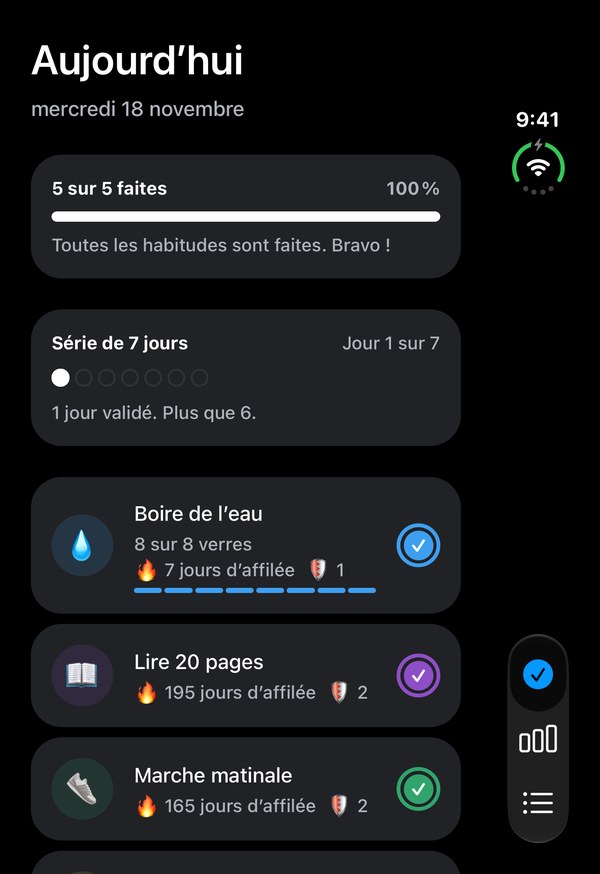 Aujourd’hui
mercredi 18 novembre
9:41
5 sur 5 faites
100 %
Toutes les habitudes sont faites. Bravo !
Série de 7 jours
Jour 1 sur 7
1 jour validé. Plus que 6.
Boire de l’eau
8 sur 8 verres
7 jours d’affilée 1
Lire 20 pages
195 jours d’affilée 2
Marche matinale
165 jours d’affilée 2